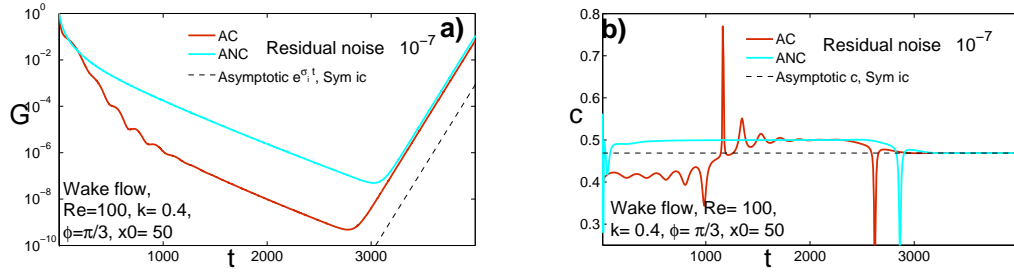 10^0
10^-2
10^-4
G
10^-6
10^-8
10^-10
1000
2000
3000
t
a)
AC
ANC
Asymptotic e^σ_i t, Sym ic
Residual noise 10^-7
Wake flow,
Re=100, k= 0.4,
ϕ=π/3, x0= 50
0.8
0.7
0.6
c
0.5
0.4
0.3
0
1000
2000
3000
t
b)
AC
ANC
Asymptotic c, Sym ic
Residual noise 10^-7
Wake flow, Re= 100,
k= 0.4, ϕ= π/3, x0= 50